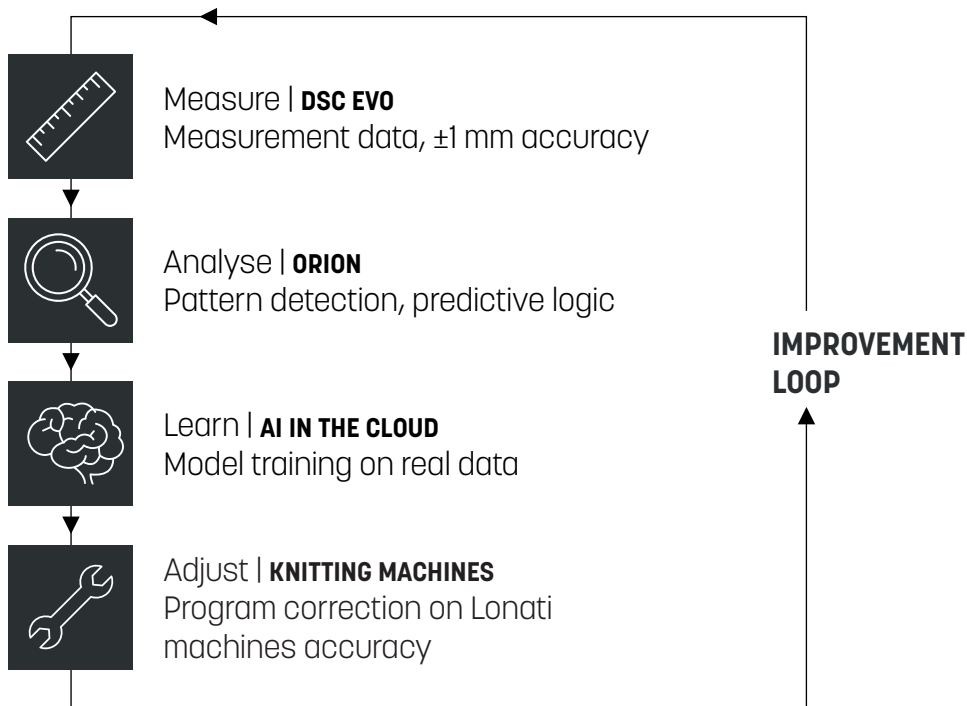 Measure | DSC EVO
Measurement data, ±1 mm accuracy
Analyse | ORION
Pattern detection, predictive logic
IMPROVEMENT
LOOP
Learn | AI IN THE CLOUD
Model training on real data
Adjust | KNITTING MACHINES
Program correction on Lonati
machines accuracy